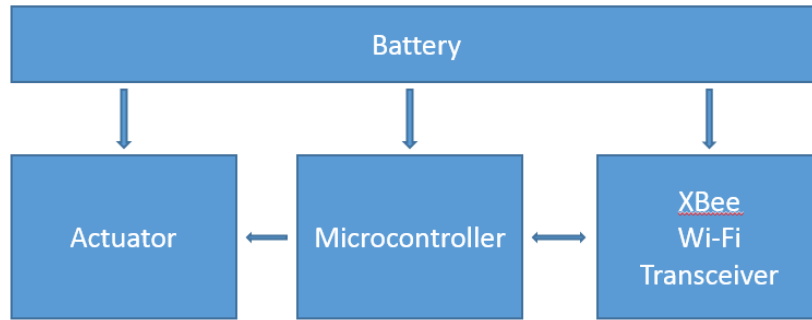 Battery
Actuator
Microcontroller
XBee
Wi-Fi
Transceiver